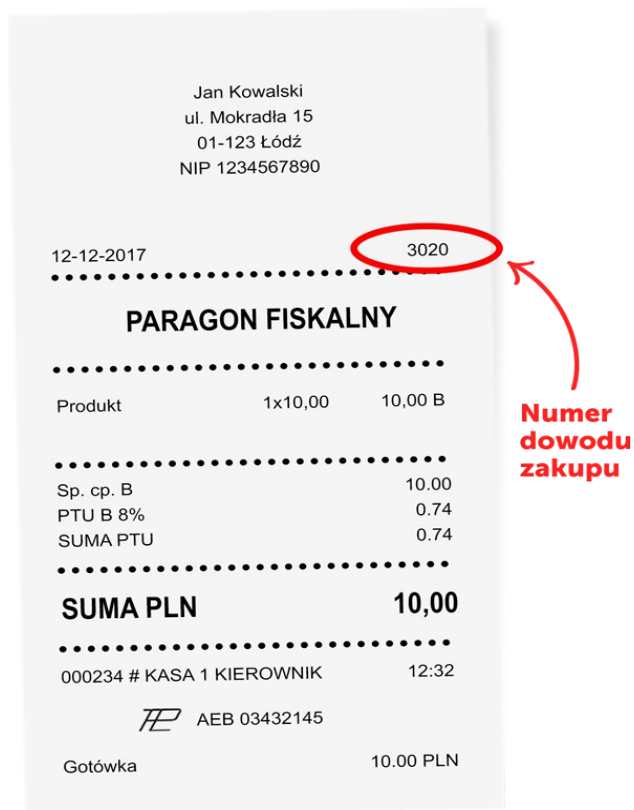 Jan Kowalski
ul. Mokradła 15
01-123 Łódź
NIP 1234567890
12-12-2017 3020
PARAGON FISKALNY
Produkt 1x10,00 10,00 B
Numer
dowodu
zakupu
Sp. cp. B 10.00
PTU B 8% 0.74
SUMA PTU 0.74
SUMA PLN 10,00
000234 # KASA 1 KIEROWNIK 12:32
AEB 03432145
Gotówka 10.00 PLN